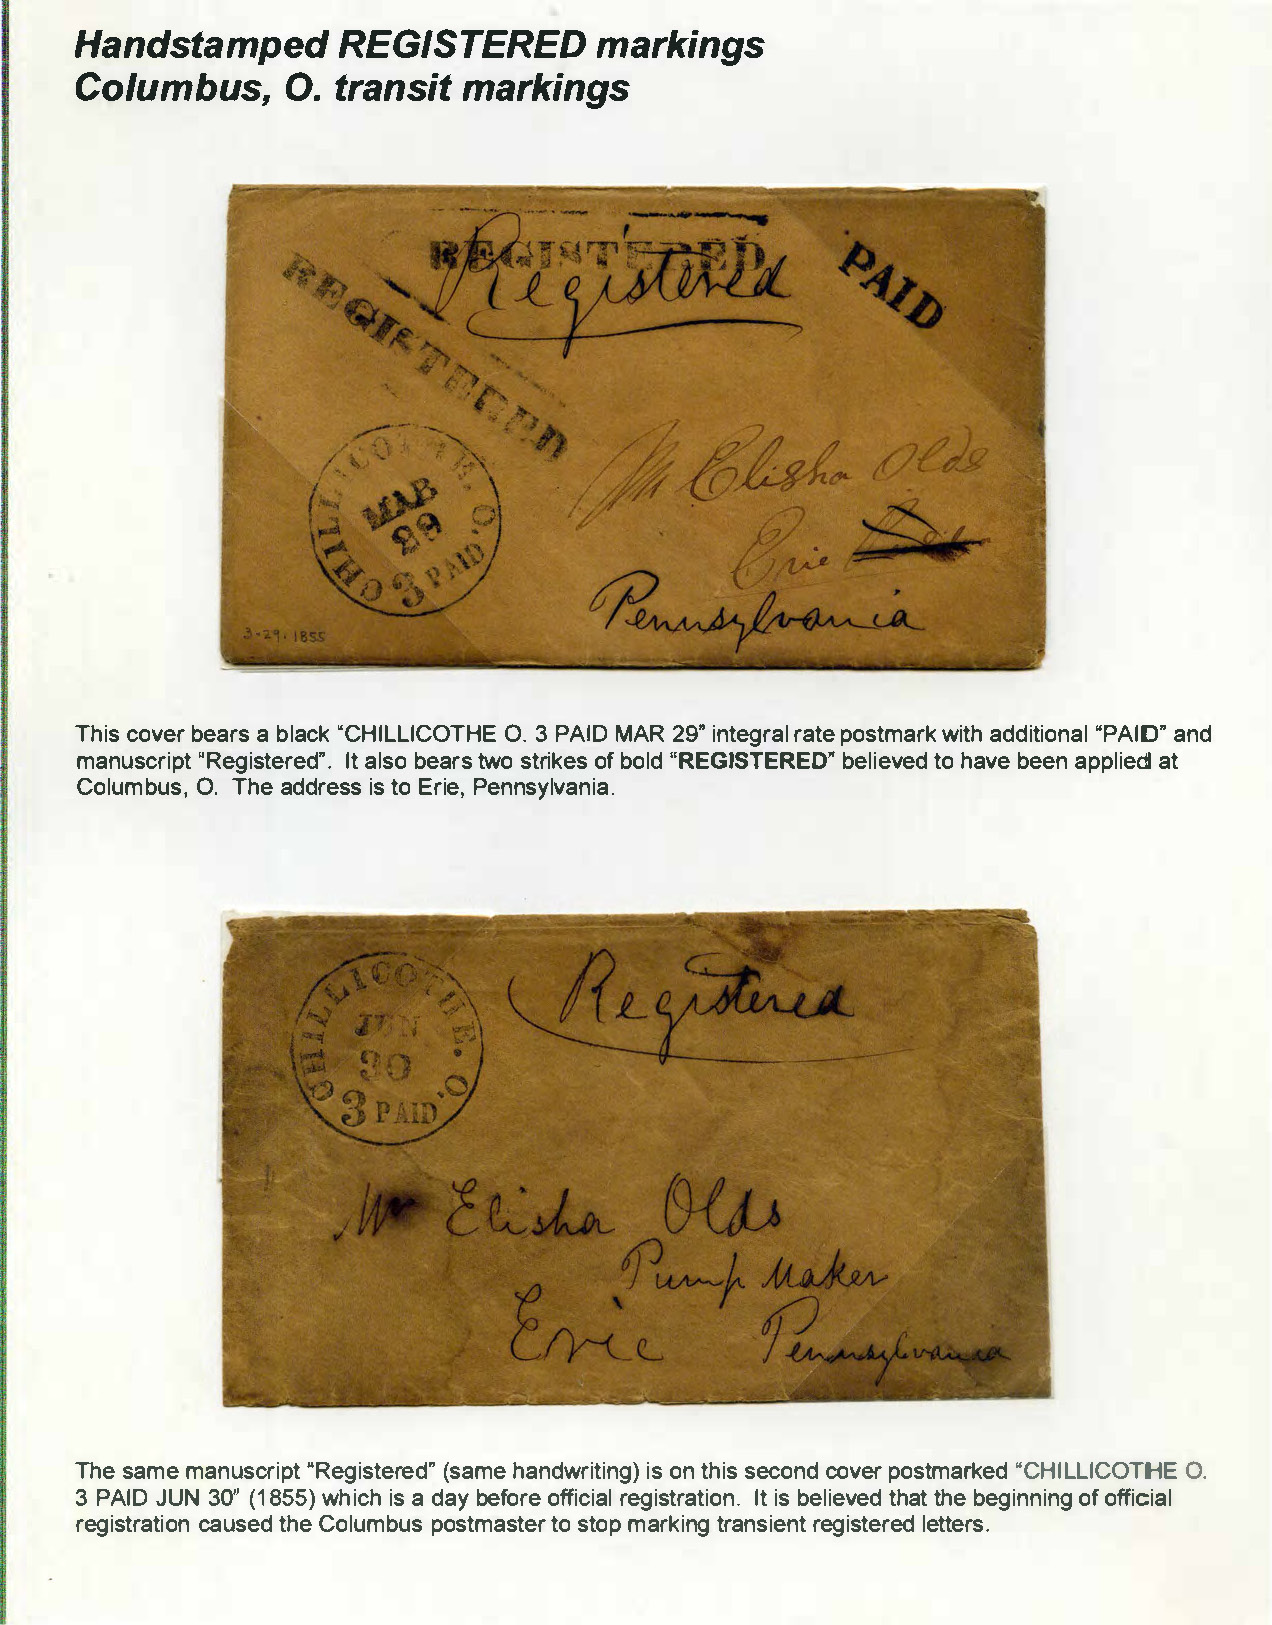 Handstamped REGISTERED markings
Columbus, O. transit markings
REGISTERED
Registered
PAID
REGISTERED
CHILLICOTHE. O.
MAR
29
3 PAID
Mr Elisha Olds
Erie
Pennsylvania
3-29-1855
This cover bears a black "CHILLICOTHE O. 3 PAID MAR 29" integral rate postmark with additional "PAID" and
manuscript "Registered". It also bears two strikes of bold "REGISTERED" believed to have been applied at
Columbus, O. The address is to Erie, Pennsylvania.
CHILLICOTHE. O.
JUN
30
3 PAID
Registered
Mr Elisha Olds
Pump Maker
Erie Pennsylvania
The same manuscript "Registered" (same handwriting) is on this second cover postmarked "CHILLICOTHE O.
3 PAID JUN 30" (1855) which is a day before official registration. It is believed that the beginning of official
registration caused the Columbus postmaster to stop marking transient registered letters.